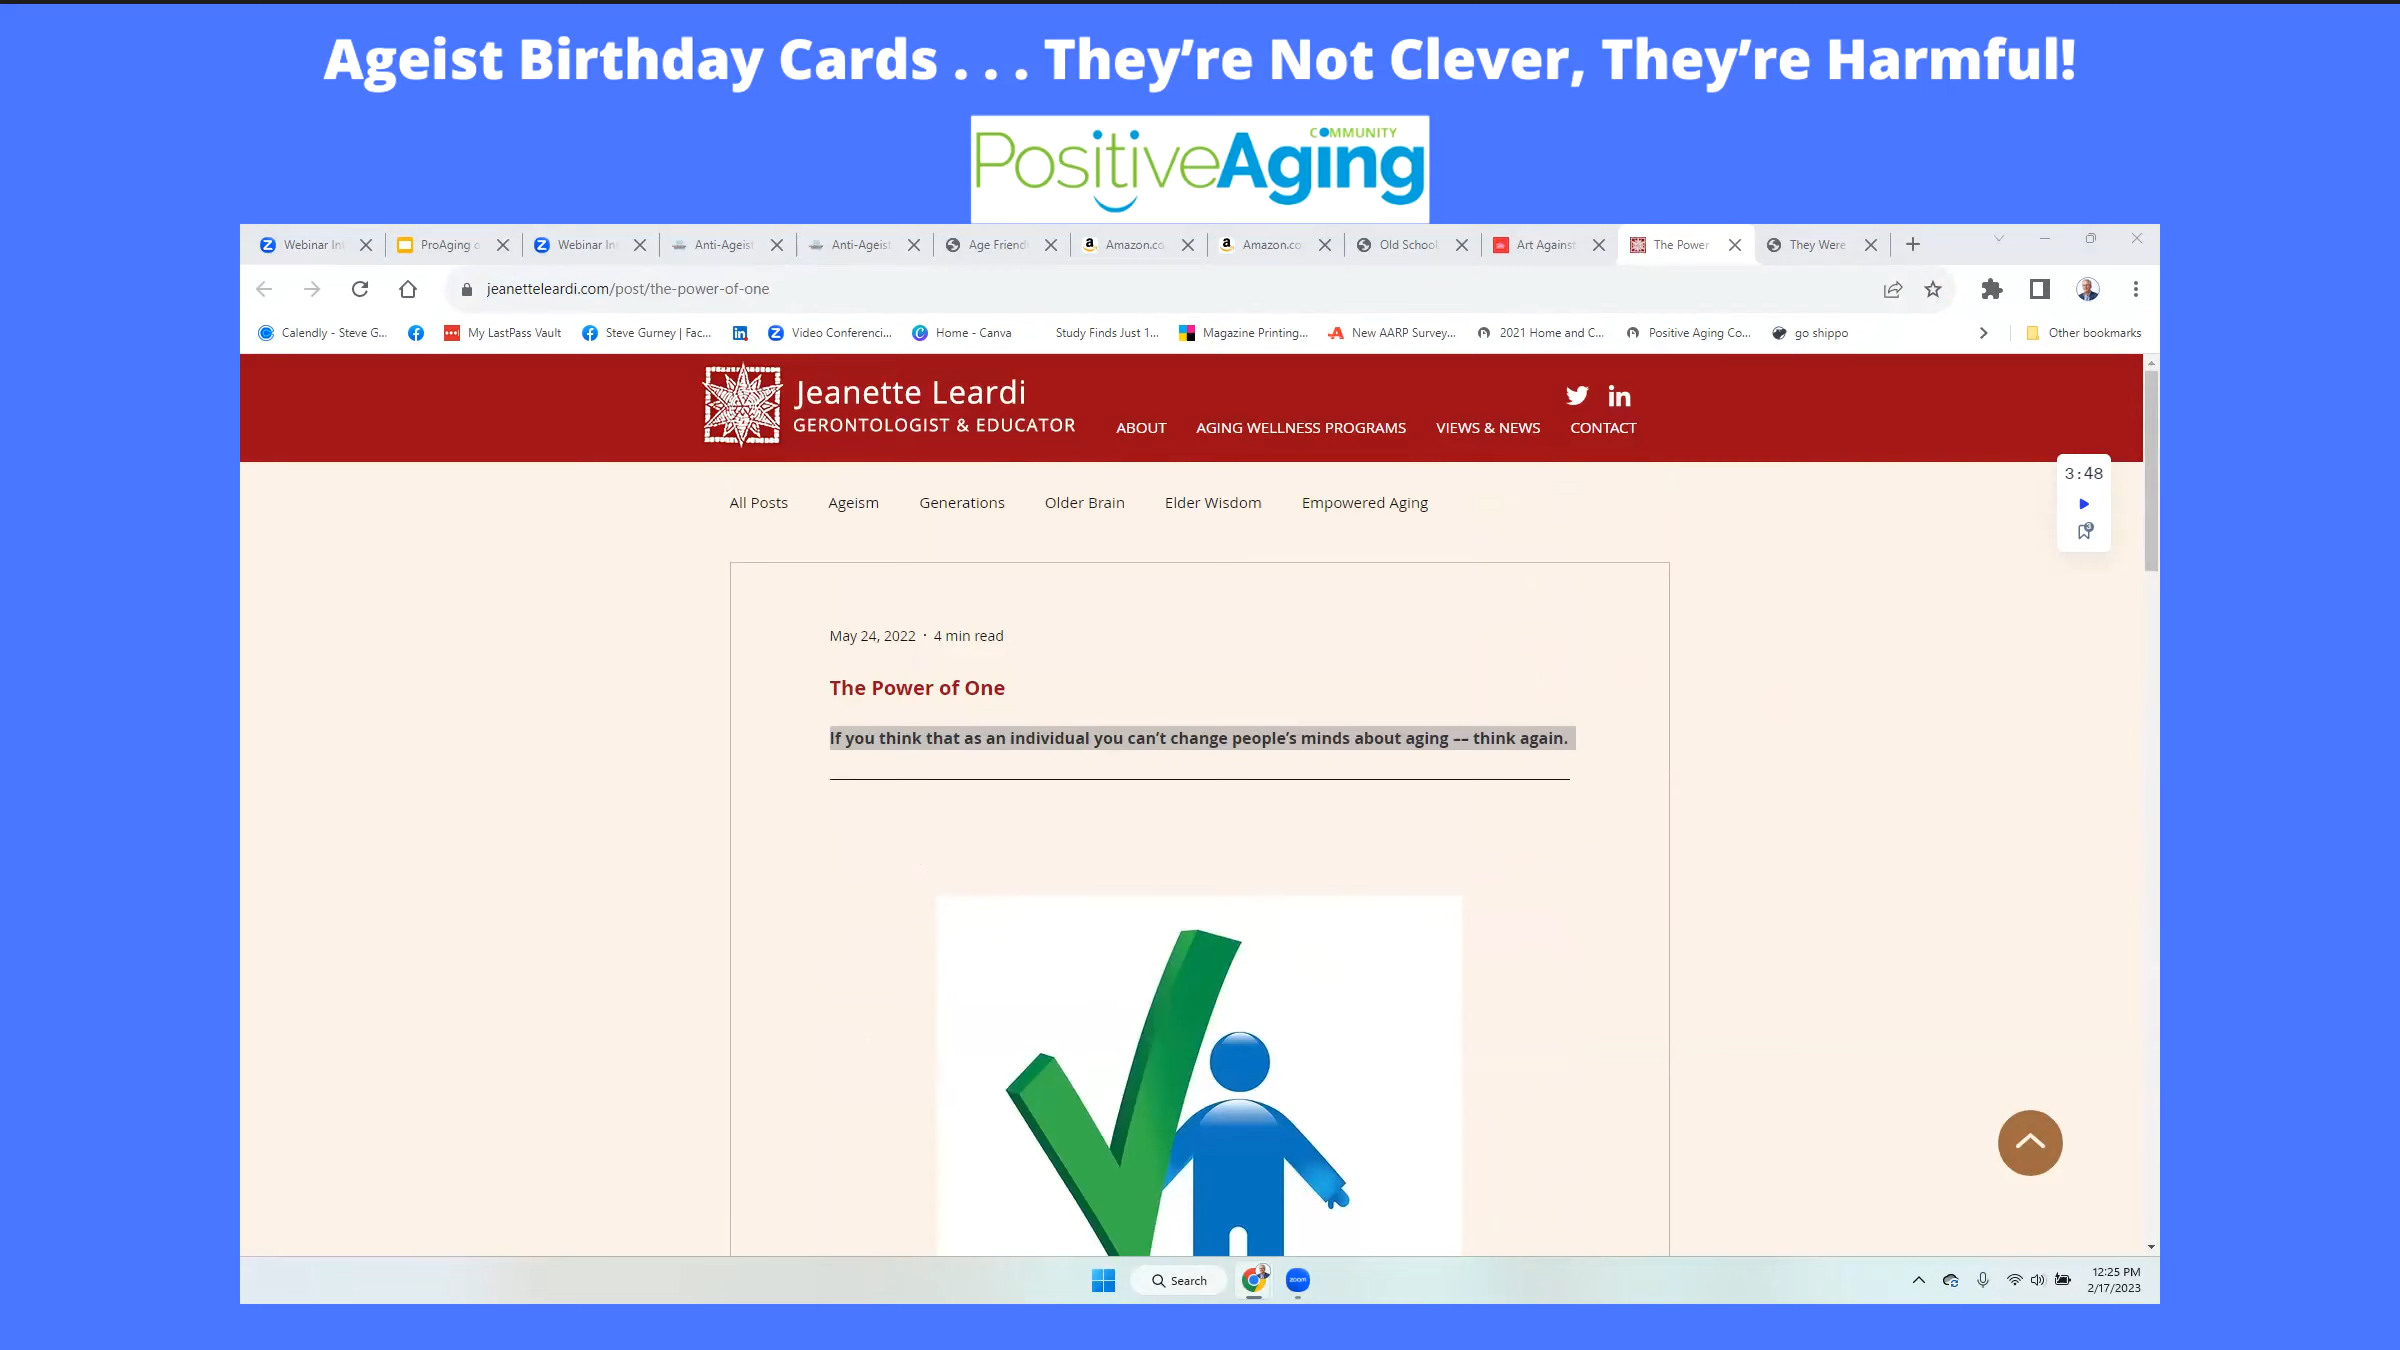 Ageist Birthday Cards . . . They're Not Clever, They're Harmful!
COMMUNITY
PositiveAging
Webinar In
ProAging o
Webinar In
Anti-Ageist
Anti-Ageist
Age Friendl
Amazon.co
Amazon.co
Old School
Art Against
The Power
They Were
jeanetteleardi.com/post/the-power-of-one
Calendly - Steve G...
My LastPass Vault
Steve Gurney | Fac...
Video Conferenci...
Home - Canva
Study Finds Just 1...
Magazine Printing...
New AARP Survey...
2021 Home and C...
Positive Aging Co...
go shippo
Other bookmarks
Jeanette Leardi
GERONTOLOGIST & EDUCATOR
ABOUT
AGING WELLNESS PROGRAMS
VIEWS & NEWS
CONTACT
3:48
All Posts
Ageism
Generations
Older Brain
Elder Wisdom
Empowered Aging
May 24, 2022 · 4 min read
The Power of One
If you think that as an individual you can't change people's minds about aging –– think again.
Search
zoom
12:25 PM
2/17/2023